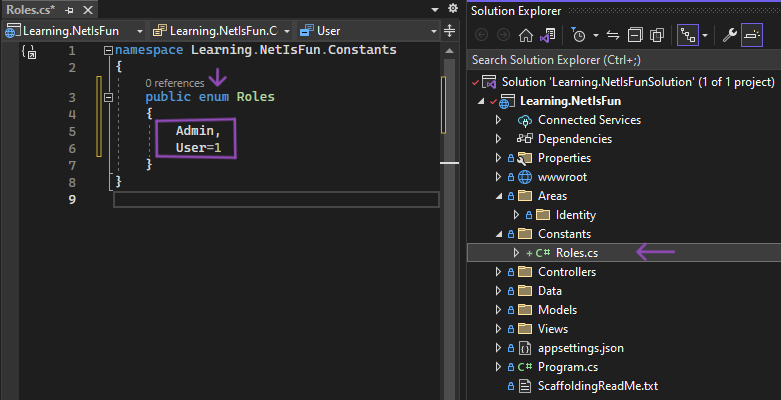 Roles.cs*
Learning.NetIsFun
Learning.NetIsFun.C
User
1 namespace Learning.NetIsFun.Constants
2 {
0 references
3 public enum Roles
4 {
5 Admin,
6 User=1
7 }
8 }
9
Solution Explorer
Search Solution Explorer (Ctrl+;)
Solution 'Learning.NetIsFunSolution' (1 of 1 project)
Learning.NetIsFun
Connected Services
Dependencies
Properties
wwwroot
Areas
Identity
Constants
+ C# Roles.cs
Controllers
Data
Models
Views
appsettings.json
C# Program.cs
ScaffoldingReadMe.txt